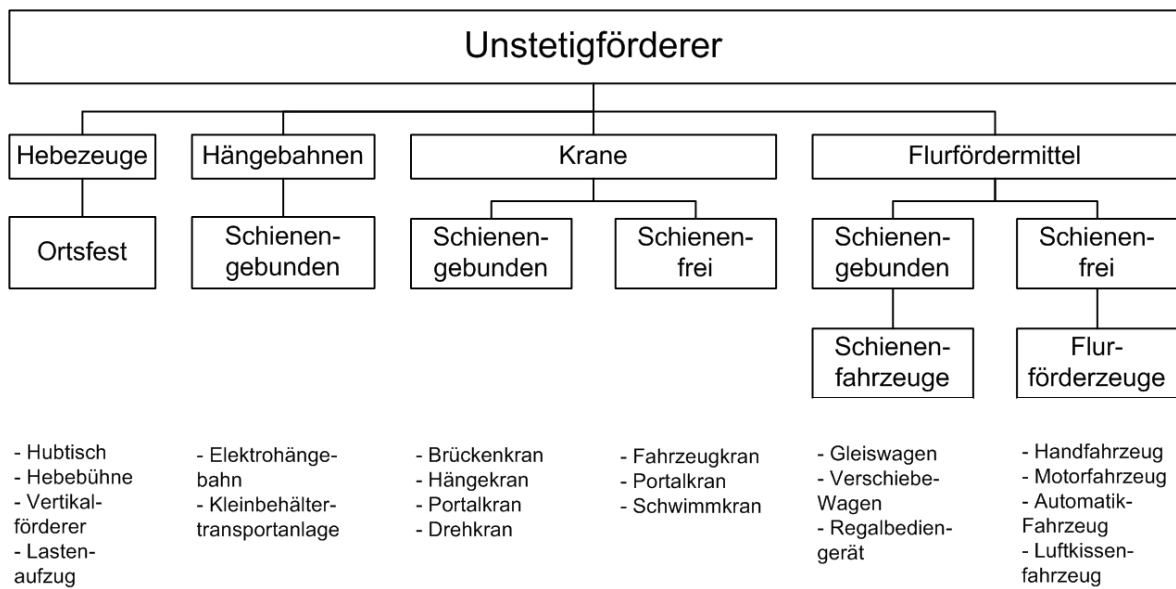 Unstetigförderer
Hebezeuge
Hängebahnen
Krane
Flurfördermittel
Ortsfest
Schienen-
gebunden
Schienen-
gebunden
Schienen-
frei
Schienen-
gebunden
Schienen-
frei
Schienen-
fahrzeuge
Flur-
förderzeuge
- Hubtisch
- Hebebühne
- Vertikal-
förderer
- Lasten-
aufzug
- Elektrohänge-
bahn
- Kleinbehälter-
transportanlage
- Brückenkran
- Hängekran
- Portalkran
- Drehkran
- Fahrzeugkran
- Portalkran
- Schwimmkran
- Gleiswagen
- Verschiebe-
Wagen
- Regalbedien-
gerät
- Handfahrzeug
- Motorfahrzeug
- Automatik-
Fahrzeug
- Luftkissen-
fahrzeug